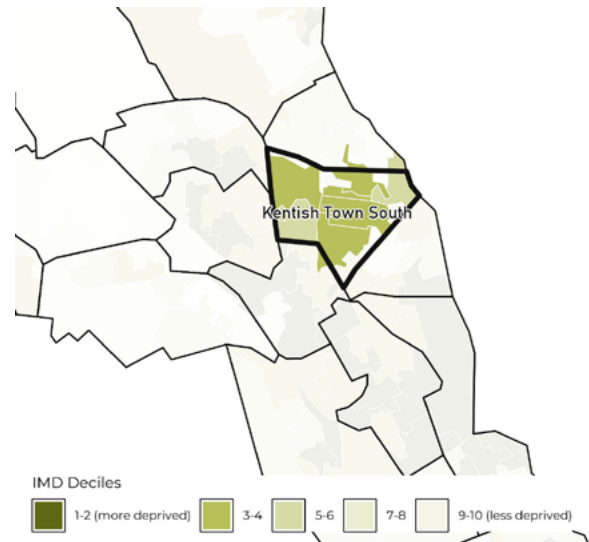 Kentish Town South
IMD Deciles
1-2 (more deprived) 3-4 5-6 7-8 9-10 (less deprived)